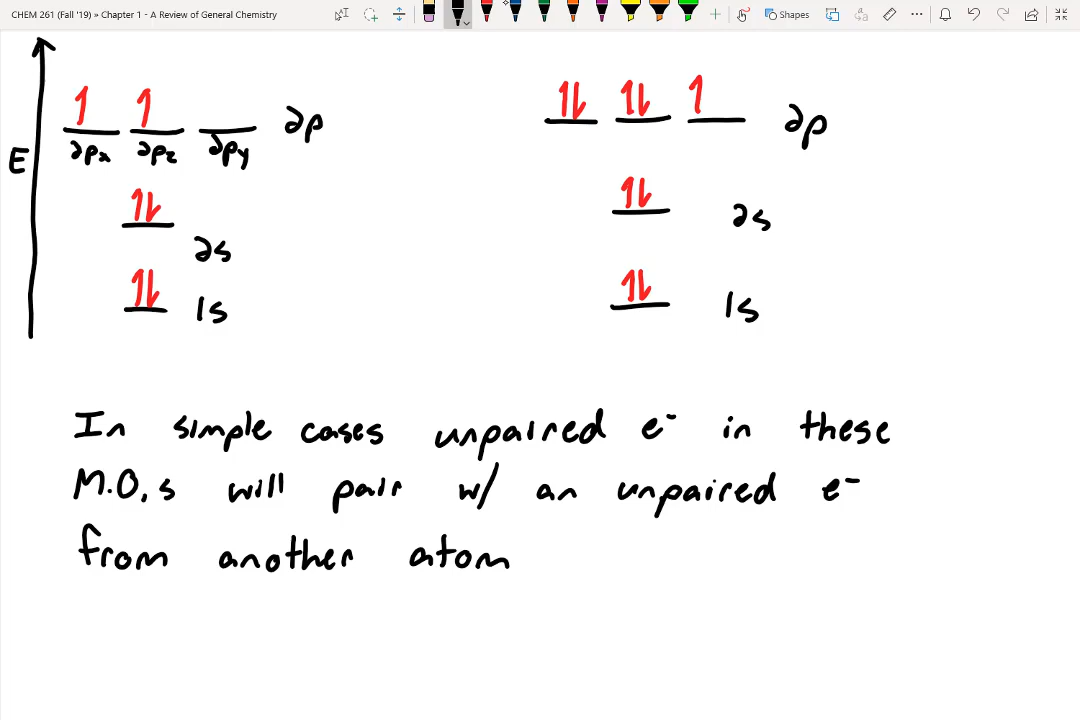 CHEM 261 (Fall '19) » Chapter 1 - A Review of General Chemistry
Shapes
E
2p
2px 2pz 2py
2s
1s
2p
2s
1s
In simple cases unpaired e⁻ in these
M.O.s will pair w/ an unpaired e⁻
from another atom